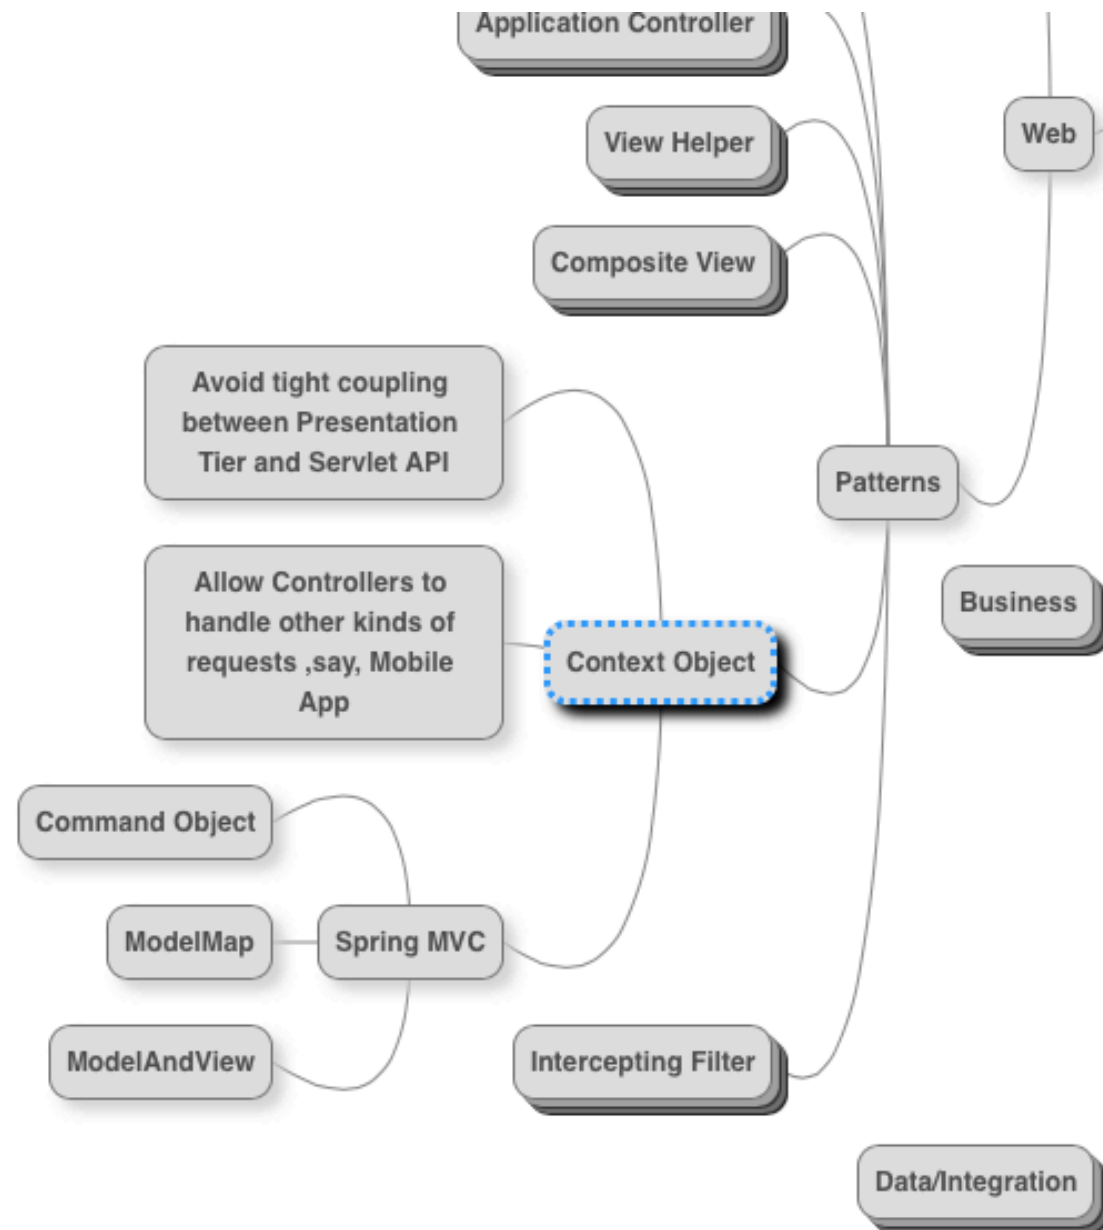 Application Controller
Web
View Helper
Composite View
Avoid tight coupling
between Presentation
Tier and Servlet API
Patterns
Allow Controllers to
handle other kinds of
requests ,say, Mobile
App
Business
Context Object
Command Object
ModelMap
Spring MVC
ModelAndView
Intercepting Filter
Data/Integration